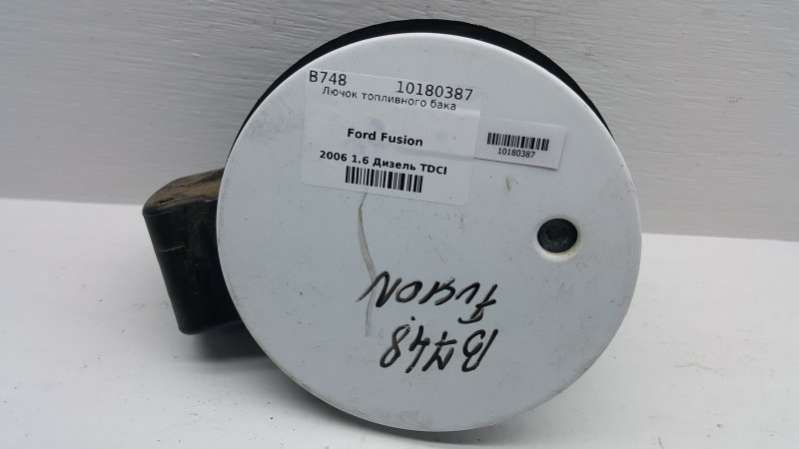 B748 10180387
Лючок топливного бака
Ford Fusion
2006 1.6 Дизель TDCI
10180387
B748
Fusion